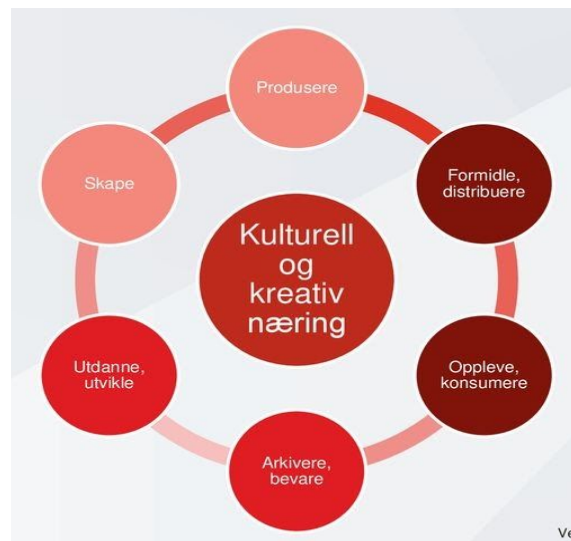 Produsere
Skape
Formidle,
distribuere
Kulturell
og
kreativ
næring
Utdanne,
utvikle
Oppleve,
konsumere
Arkivere,
bevare